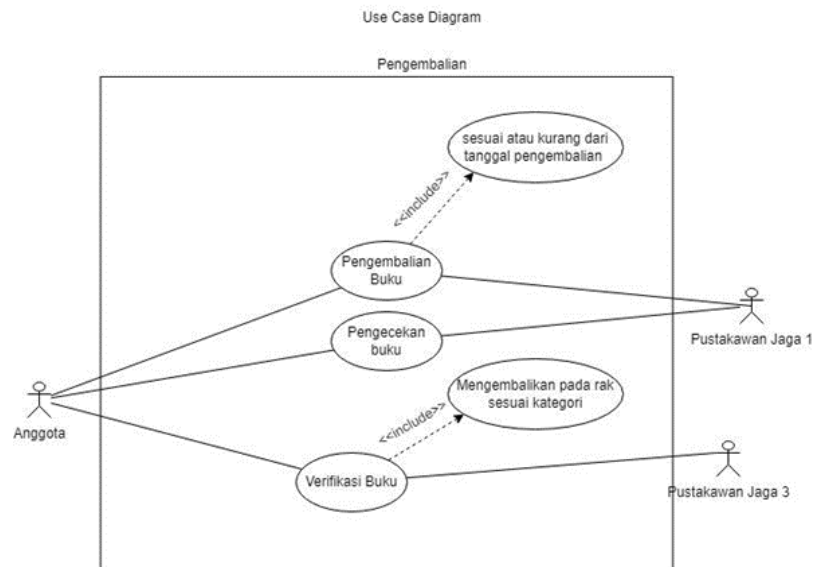 Use Case Diagram
Pengembalian
sesuai atau kurang dari
tanggal pengembalian
<<include>>
Pengembalian
Buku
Pengecekan
buku
Pustakawan Jaga 1
Mengembalikan pada rak
sesuai kategori
<<include>>
Anggota
Verifikasi Buku
Pustakawan Jaga 3